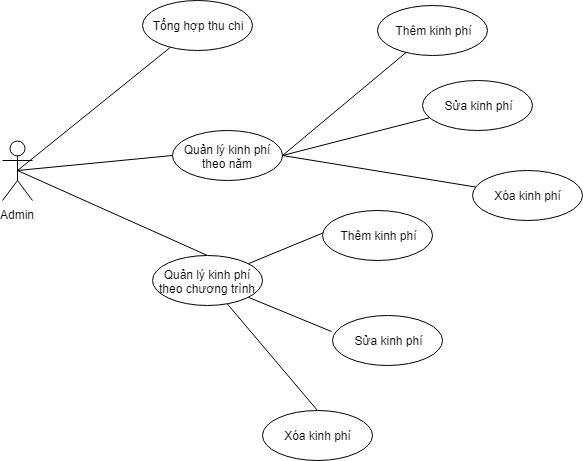 Tổng hợp thu chi
Thêm kinh phí
Sửa kinh phí
Quản lý kinh phí
theo năm
Xóa kinh phí
Admin
Thêm kinh phí
Quản lý kinh phí
theo chương trình
Sửa kinh phí
Xóa kinh phí